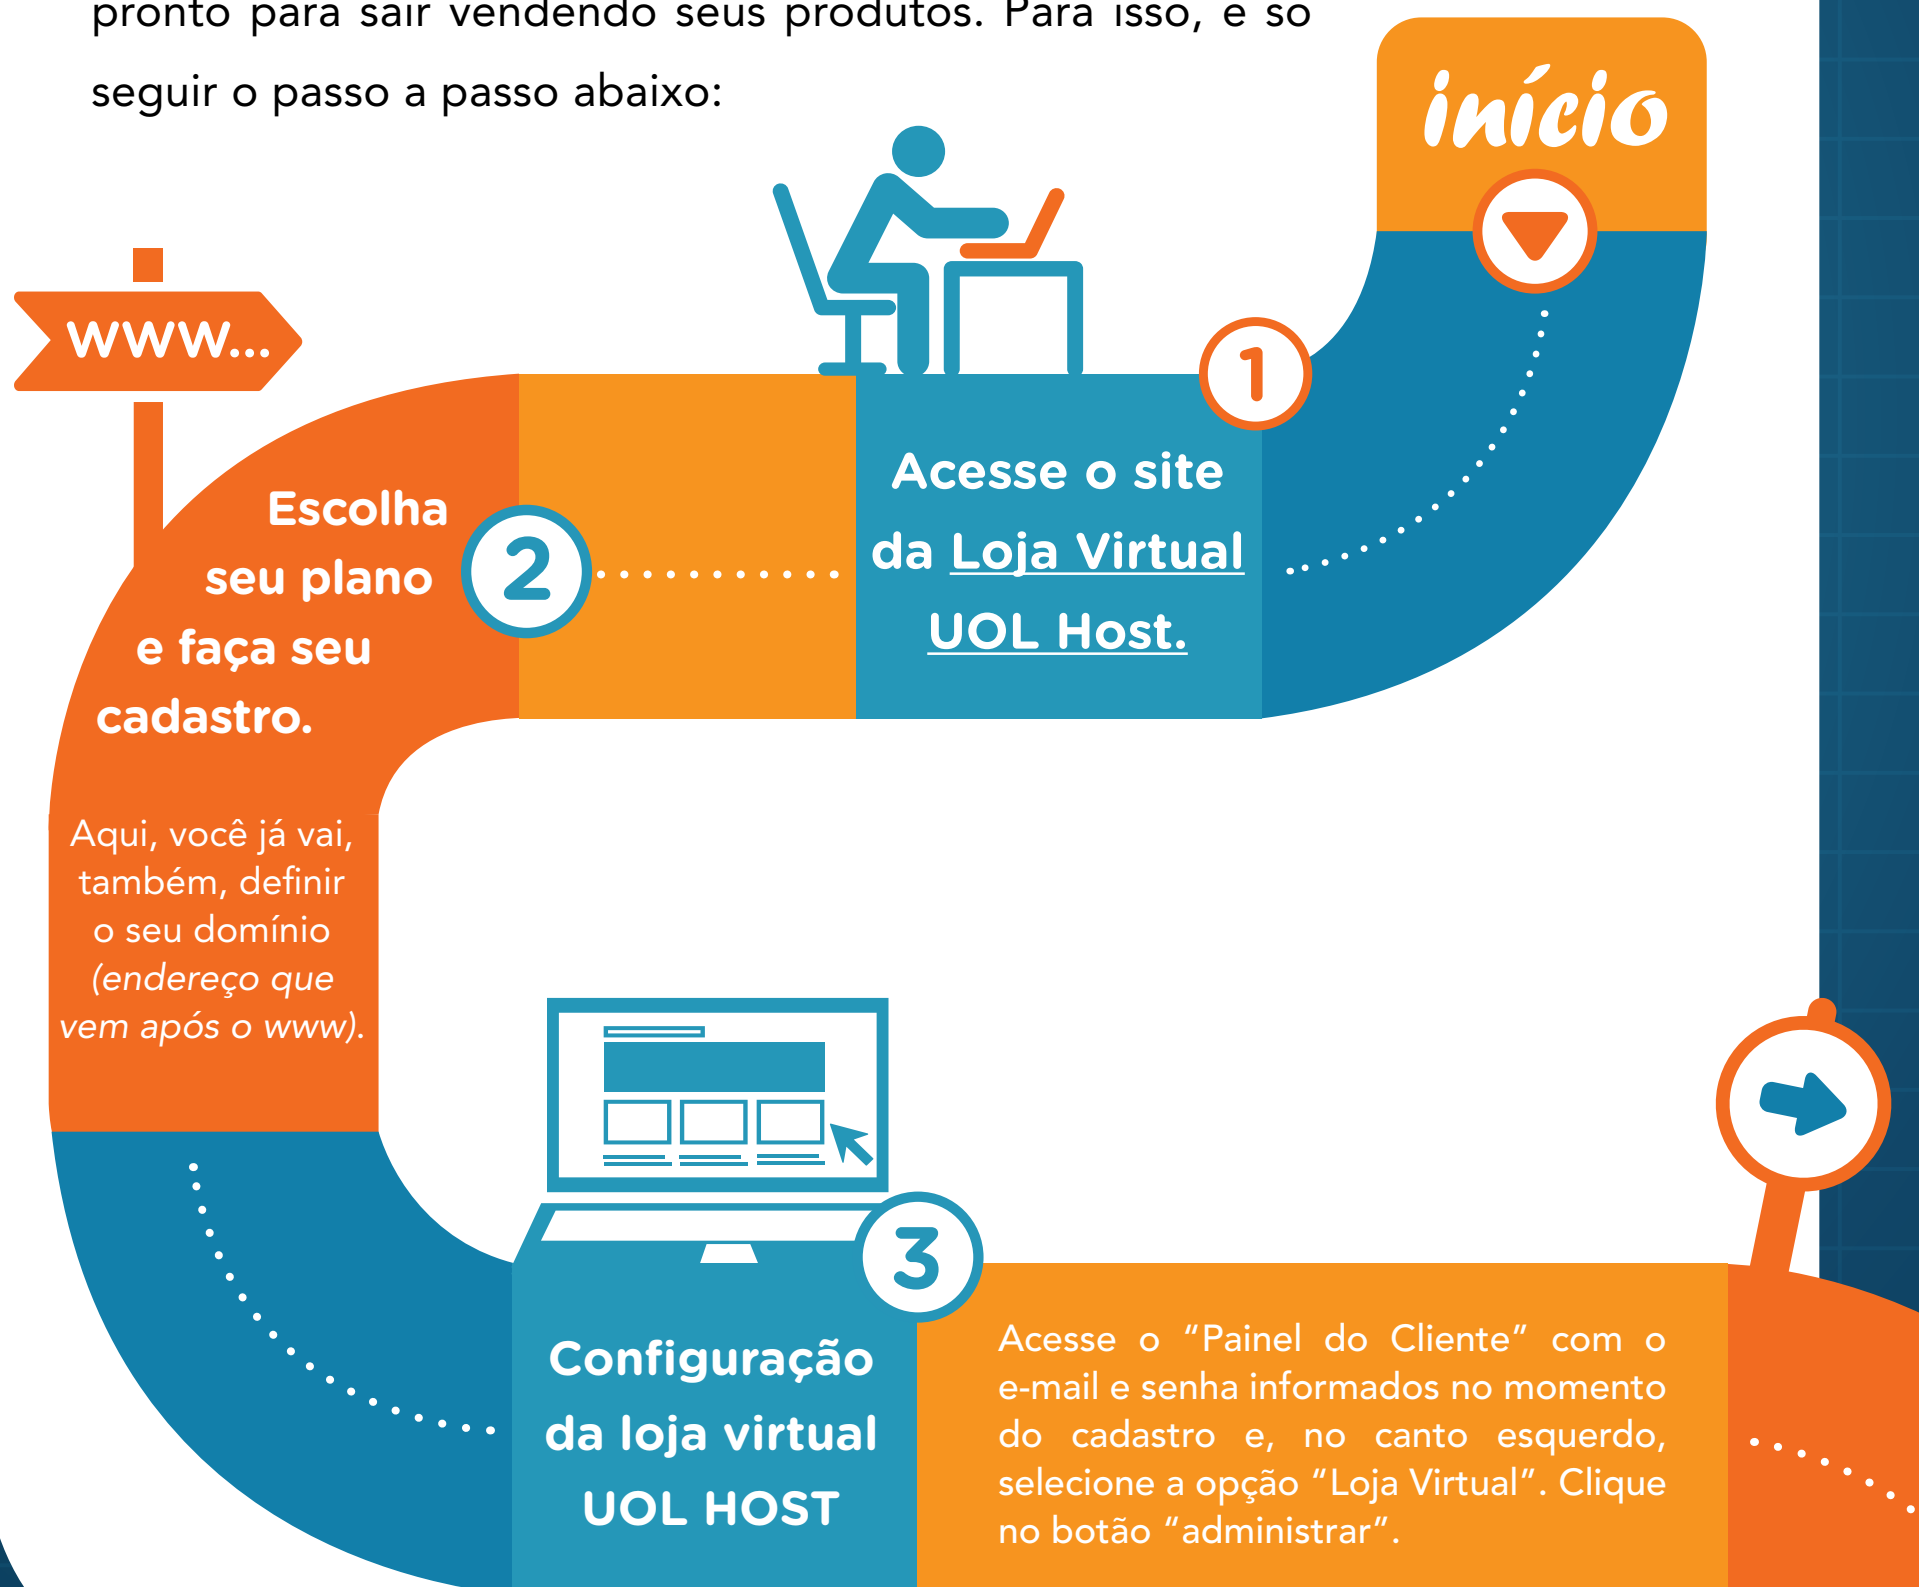 pronto para sair vendendo seus produtos. Para isso, é só
seguir o passo a passo abaixo:
início
1
Acesse o site
da Loja Virtual
UOL Host.
www...
2
Escolha
seu plano
e faça seu
cadastro.
Aqui, você já vai,
também, definir
o seu domínio
(endereço que
vem após o www).
3
Configuração
da loja virtual
UOL HOST
Acesse o “Painel do Cliente” com o
e-mail e senha informados no momento
do cadastro e, no canto esquerdo,
selecione a opção “Loja Virtual”. Clique
no botão “administrar”.